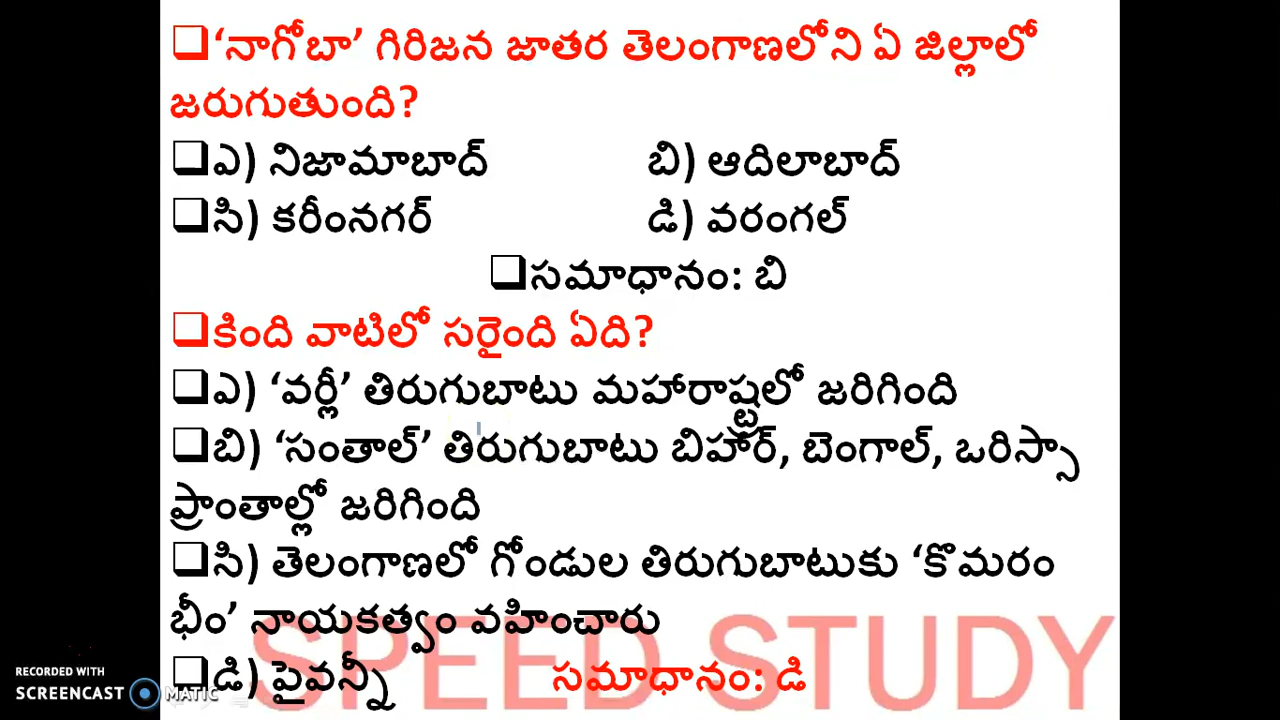 ❑‘నాగోబా’ గిరిజన జాతర తెలంగాణలోని ఏ జిల్లాలో
జరుగుతుంది?
❑ఎ) నిజామాబాద్ బి) ఆదిలాబాద్
❑సి) కరీంనగర్ డి) వరంగల్
❑సమాధానం: బి
❑కింది వాటిలో సరైంది ఏది?
❑ఎ) ‘వర్లీ’ తిరుగుబాటు మహారాష్ట్రలో జరిగింది
❑బి) ‘సంతాల్’ తిరుగుబాటు బిహార్, బెంగాల్, ఒరిస్సా
ప్రాంతాల్లో జరిగింది
❑సి) తెలంగాణలో గోండుల తిరుగుబాటుకు ‘కొమరం
భీం’ నాయకత్వం వహించారు
❑డి) పైవన్నీ సమాధానం: డి
SPEED STUDY
RECORDED WITH
SCREENCAST MATIC